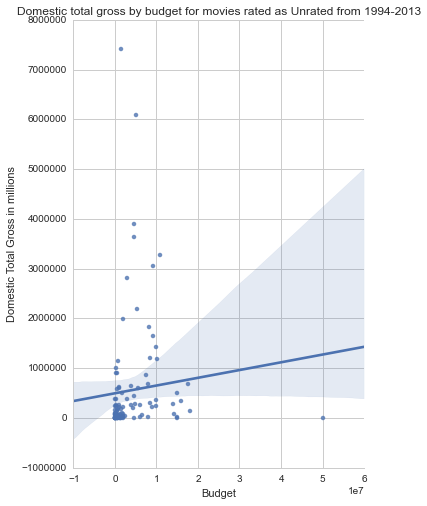 Domestic total gross by budget for movies rated as Unrated from 1994-2013
8000000
7000000
6000000
5000000
4000000
3000000
2000000
1000000
0
−1000000
Domestic Total Gross in millions
−1 0 1 2 3 4 5 6
1e7
Budget